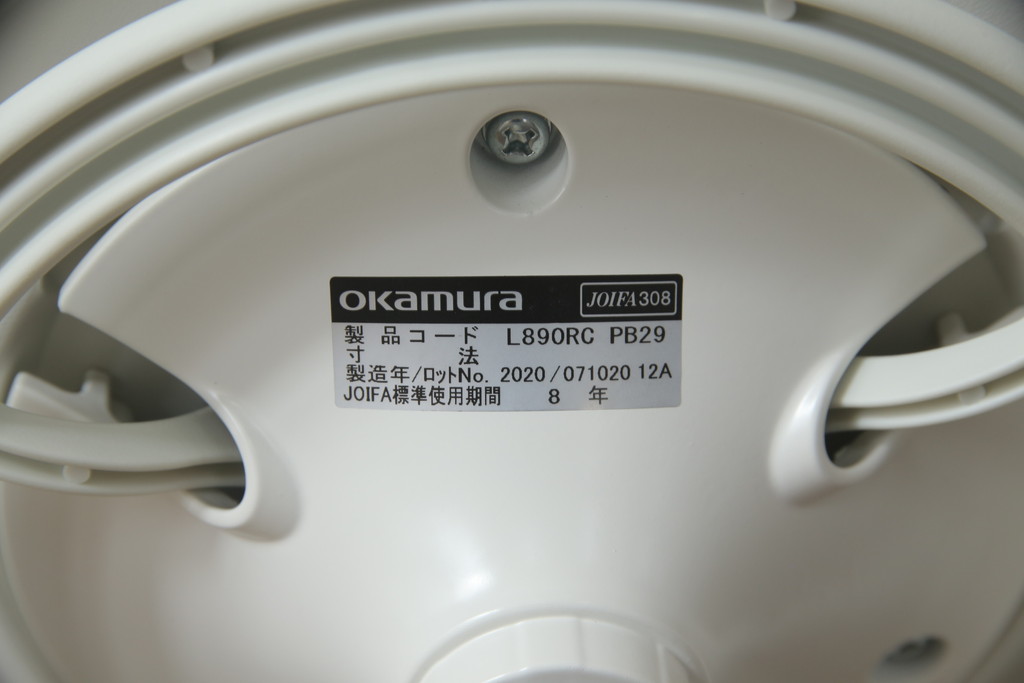 okamura JOIFA308
製品コード L890RC PB29
寸法
製造年/ロットNo. 2020/071020 12A
JOIFA標準使用期間 8 年